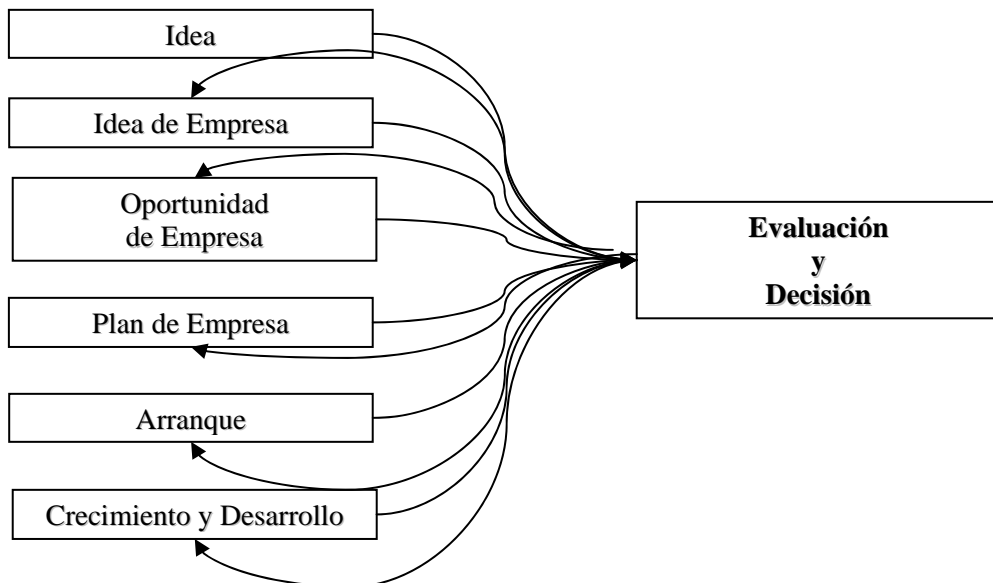 Idea
Idea de Empresa
Oportunidad
de Empresa
Evaluación
y
Decisión
Plan de Empresa
Arranque
Crecimiento y Desarrollo